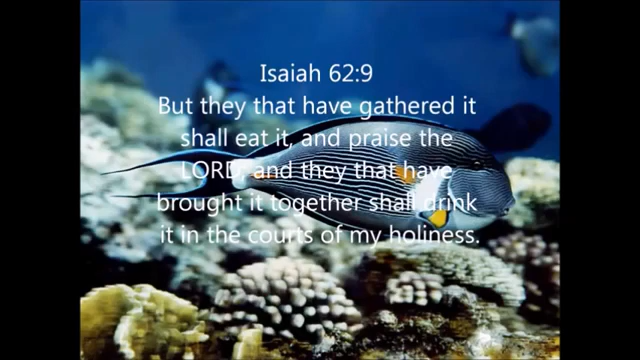 Isaiah 62:9
But they that have gathered it
shall eat it, and praise the
LORD; and they that have
brought it together shall drink
it in the courts of my holiness.